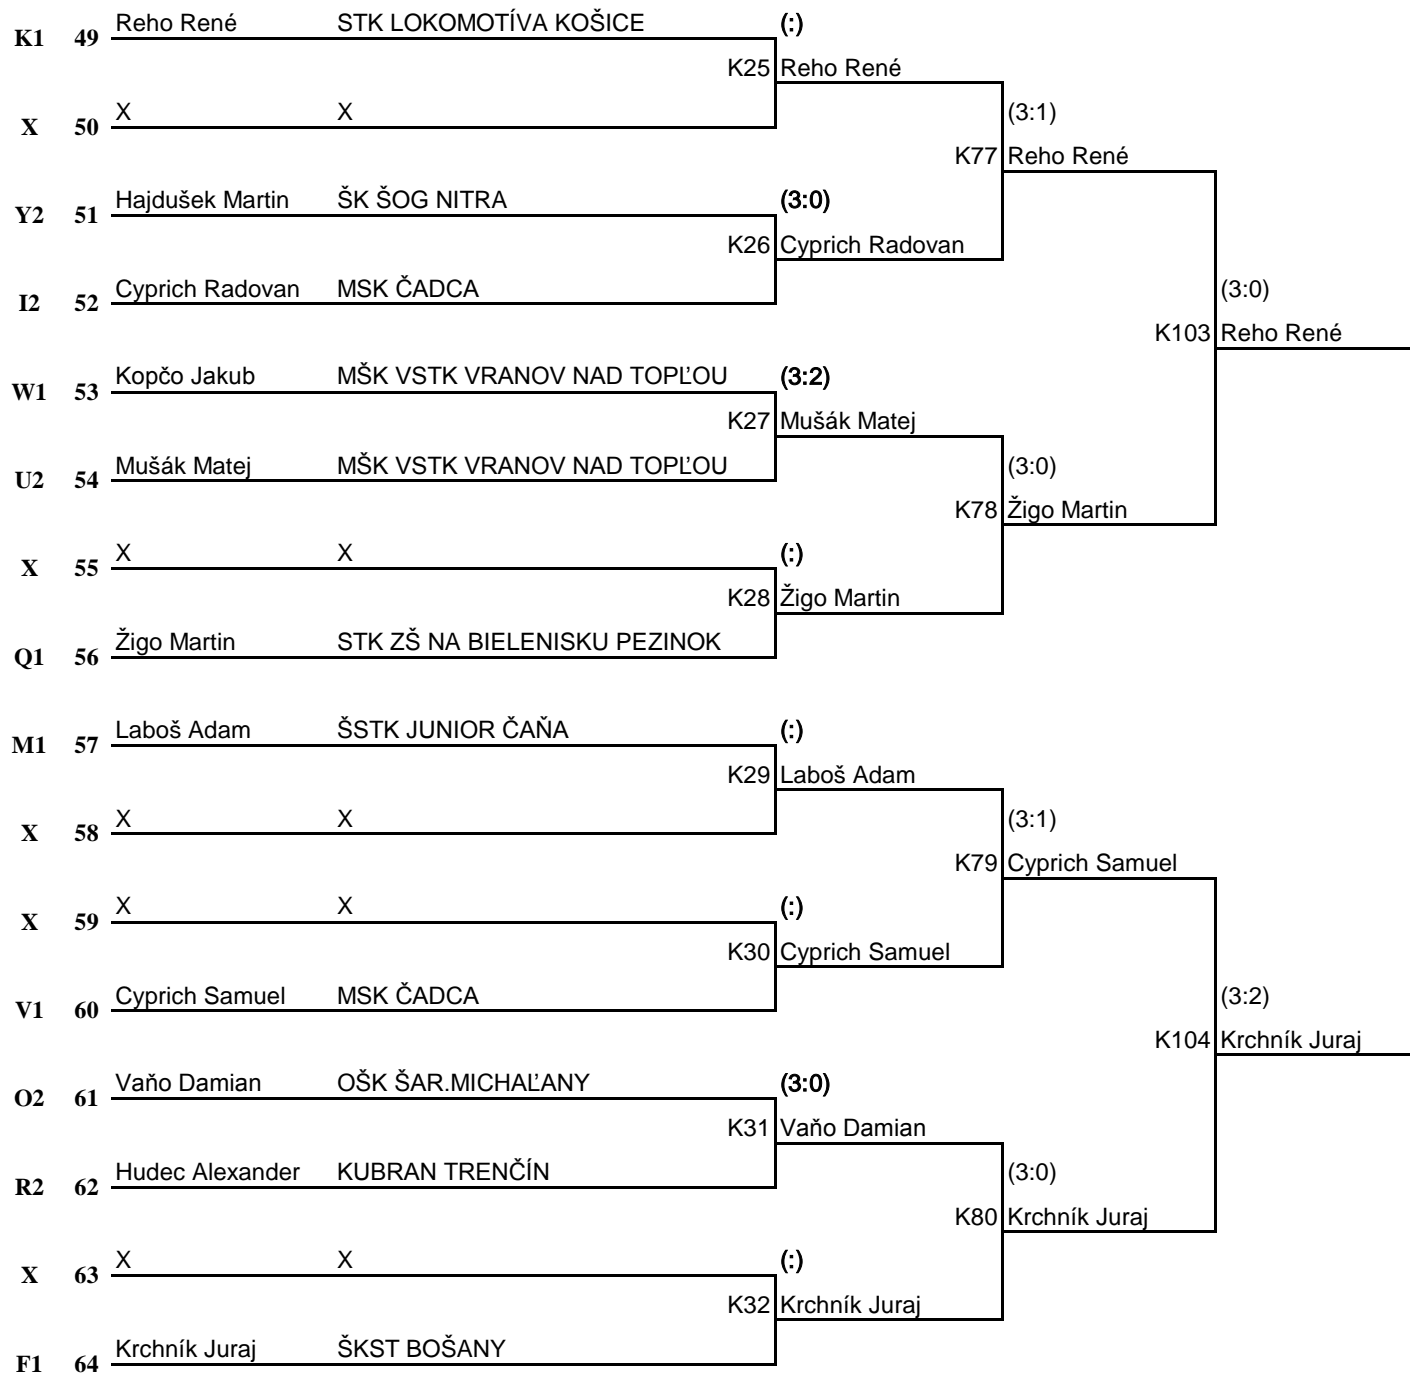 Reho René STK LOKOMOTÍVA KOŠICE (:)
K1 49
K25 Reho René
X X (3:1)
X 50
K77 Reho René
Hajdušek Martin ŠK ŠOG NITRA (3:0)
Y2 51
K26 Cyprich Radovan
Cyprich Radovan MSK ČADCA (3:0)
I2 52
K103 Reho René
Kopčo Jakub MŠK VSTK VRANOV NAD TOPĽOU (3:2)
W1 53
K27 Mušák Matej
Mušák Matej MŠK VSTK VRANOV NAD TOPĽOU (3:0)
U2 54
K78 Žigo Martin
X X (:)
X 55
K28 Žigo Martin
Žigo Martin STK ZŠ NA BIELENISKU PEZINOK
Q1 56
Laboš Adam ŠSTK JUNIOR ČAŇA (:)
M1 57
K29 Laboš Adam
X X (3:1)
X 58
K79 Cyprich Samuel
X X (:)
X 59
K30 Cyprich Samuel
Cyprich Samuel MSK ČADCA (3:2)
V1 60
K104 Krchník Juraj
Vaňo Damian OŠK ŠAR.MICHAĽANY (3:0)
O2 61
K31 Vaňo Damian
Hudec Alexander KUBRAN TRENČÍN (3:0)
R2 62
K80 Krchník Juraj
X X (:)
X 63
K32 Krchník Juraj
Krchník Juraj ŠKST BOŠANY
F1 64